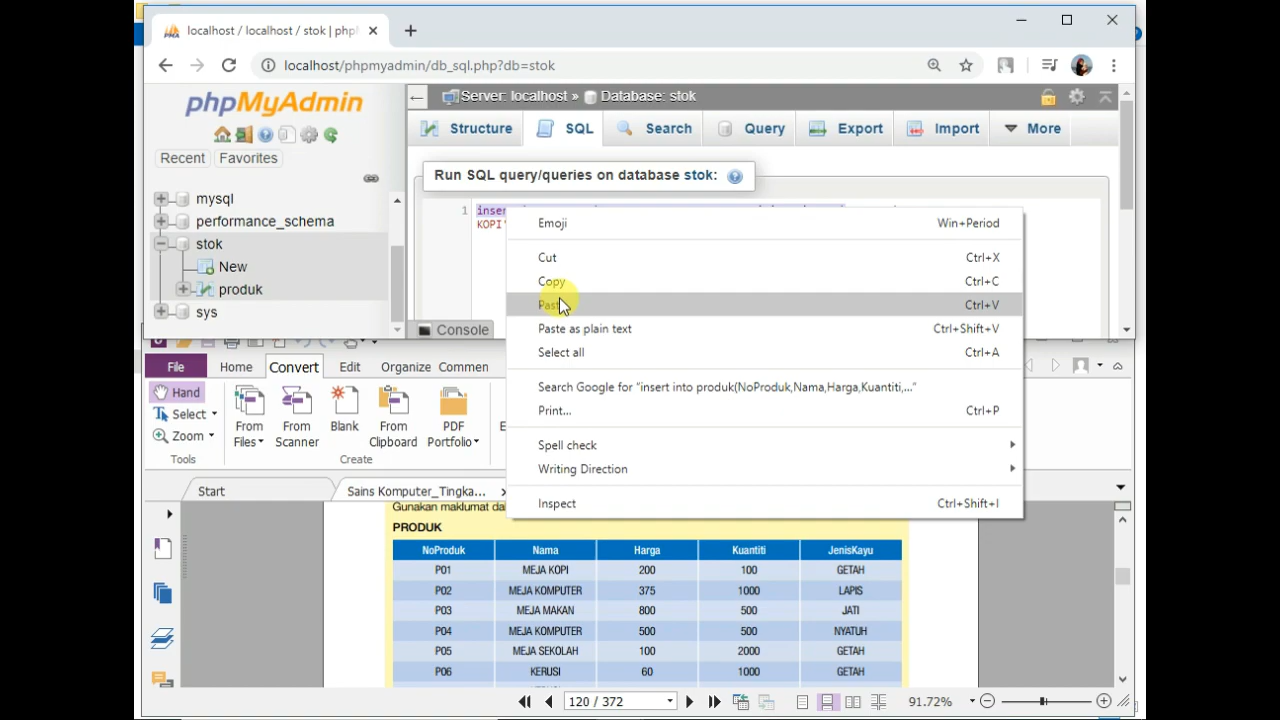 localhost / localhost / stok | php
localhost/phpmyadmin/db_sql.php?db=stok
phpMyAdmin
Recent
Favorites
mysql
performance_schema
stok
New
produk
sys
Server: localhost » Database: stok
Structure
SQL
Search
Query
Export
Import
More
Run SQL query/queries on database stok:
1
KOPI'
Console
Emoji Win+Period
Cut Ctrl+X
Copy Ctrl+C
Paste Ctrl+V
Paste as plain text Ctrl+Shift+V
Select all Ctrl+A
Search Google for "insert into produk(NoProduk,Nama,Harga,Kuantiti,..."
Print... Ctrl+P
Spell check
Writing Direction
Inspect Ctrl+Shift+I
File
Home
Convert
Edit
Organize
Commen
Hand
Select
Zoom
Tools
From Files
From Scanner
Blank
From Clipboard
PDF Portfolio
Create
Start
Sains Komputer_Tingka...
Gunakan maklumat da
PRODUK
NoProduk Nama Harga Kuantiti JenisKayu
P01 MEJA KOPI 200 100 GETAH
P02 MEJA KOMPUTER 375 1000 LAPIS
P03 MEJA MAKAN 800 500 JATI
P04 MEJA KOMPUTER 500 500 NYATUH
P05 MEJA SEKOLAH 100 2000 GETAH
P06 KERUSI 60 1000 GETAH
120 / 372
91.72%